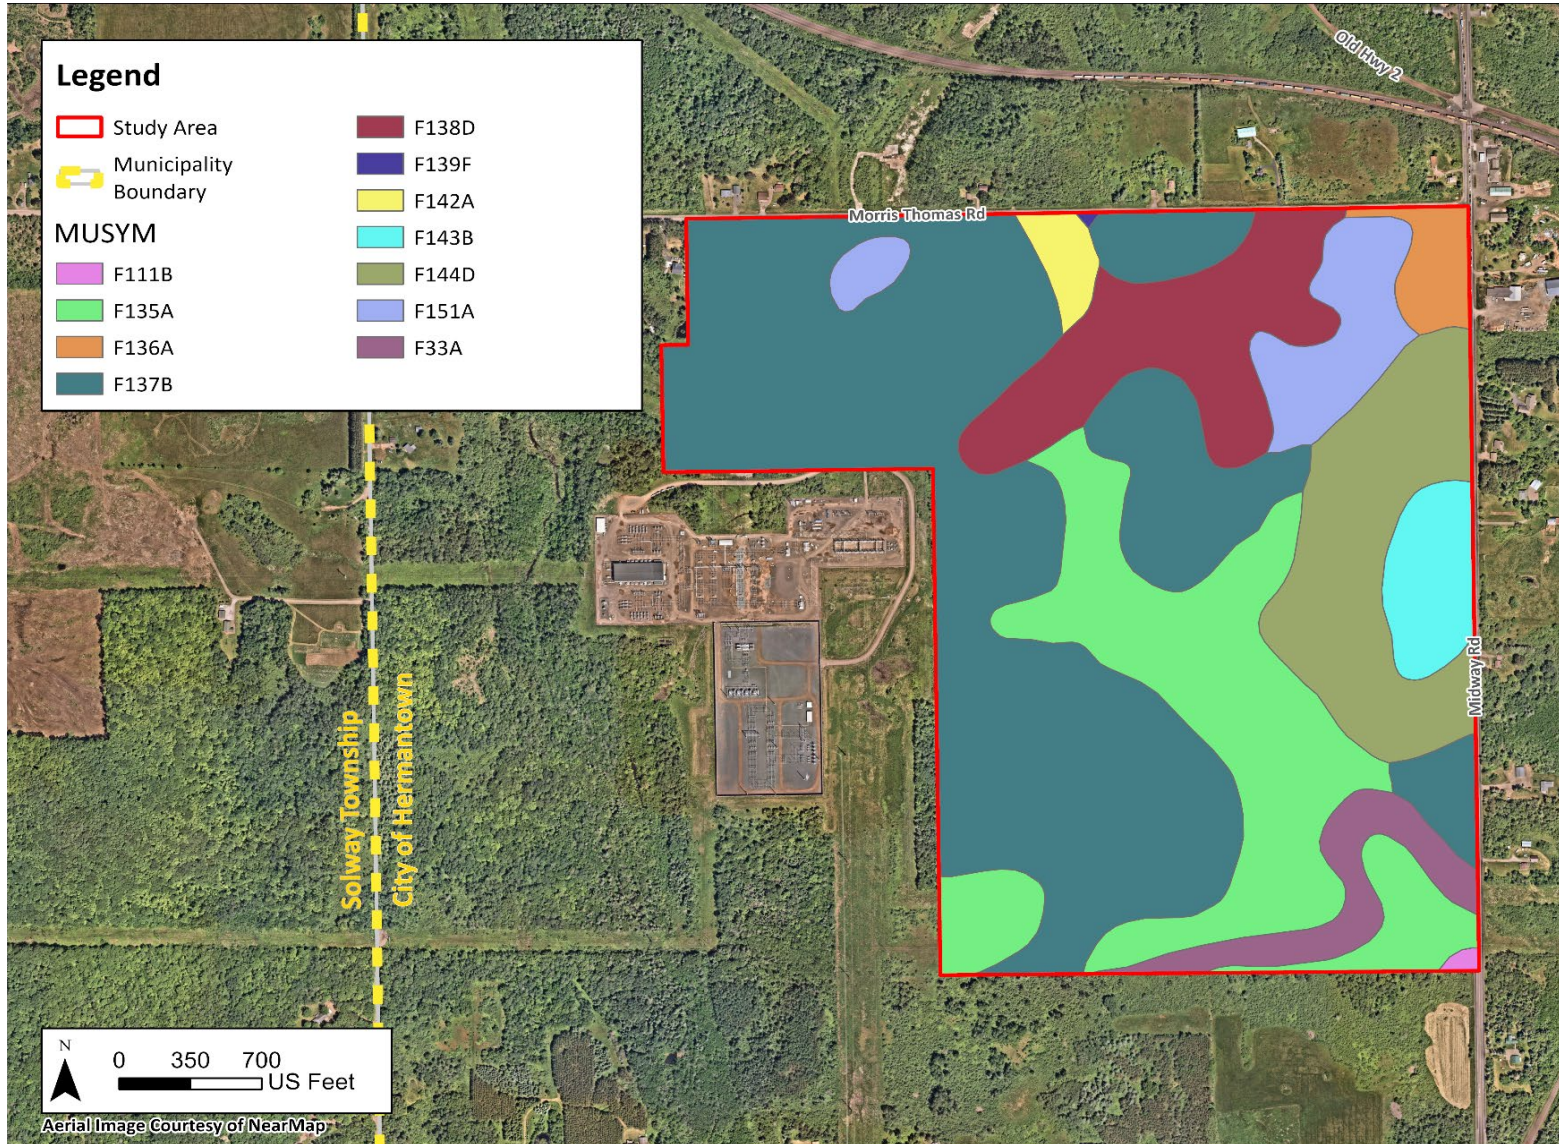 Legend
Study Area
Municipality
Boundary
MUSYM
F111B
F135A
F136A
F137B
F138D
F139F
F142A
F143B
F144D
F151A
F33A
Old Hwy 2
Morris Thomas Rd
Midway Rd
Solway Township
City of Hermantown
N
0 350 700
US Feet
Aerial Image Courtesy of NearMap